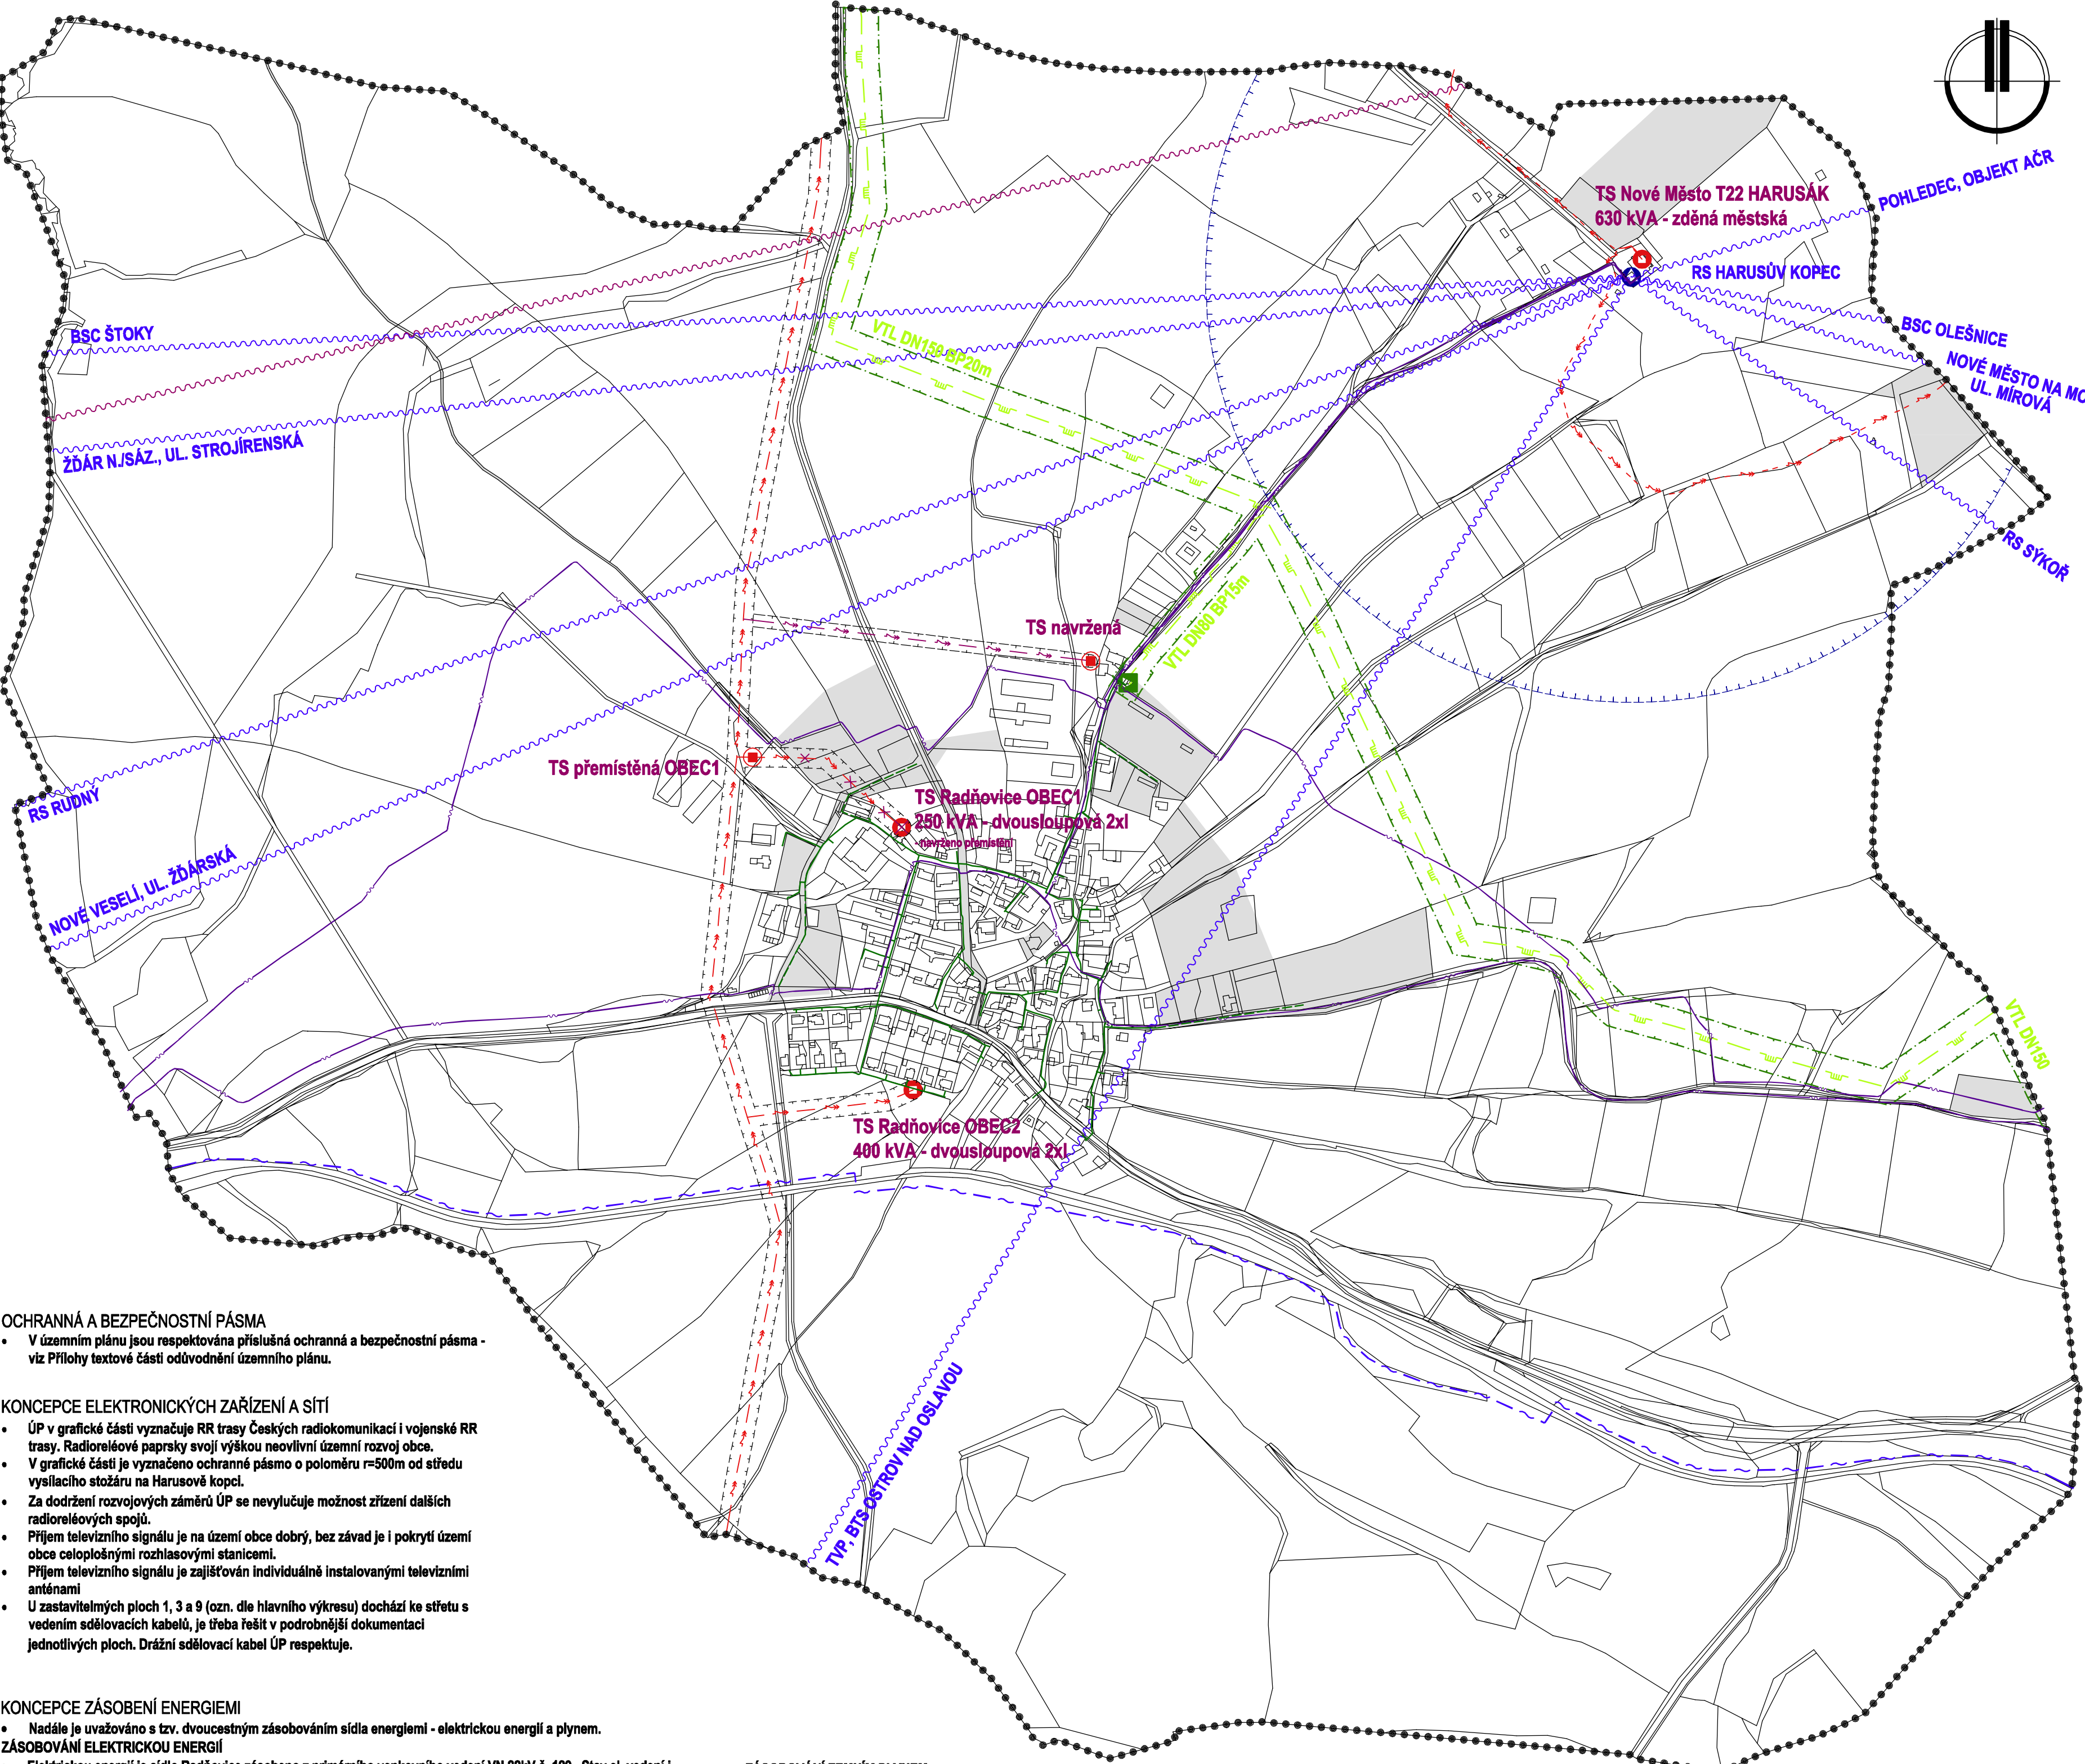 TS Nové Město T22 HARUSÁK
630 kVA - zděná městská
POHLEDEC, OBJEKT AČR
RS HARUSŮV KOPEC
BSC ŠTOKY
BSC OLEŠNICE
NOVÉ MĚSTO NA MO
UL. MÍROVÁ
VTL DN150 BP20m
ŽĎÁR N./SÁZ., UL. STROJÍRENSKÁ
RS SÝKOŘ
VTL DN80 BP15m
TS navržená
TS přemístěná OBEC1
RS RUDNÝ
TS Radňovice OBEC1
250 kVA - dvousloupová 2xl
- navrženo přemístění
NOVÉ VESELÍ, UL. ŽĎÁRSKÁ
VTL DN150
TS Radňovice OBEC2
400 kVA - dvousloupová 2xl
TVP, BTS OSTROV NAD OSLAVOU
OCHRANNÁ A BEZPEČNOSTNÍ PÁSMA
• V územním plánu jsou respektována příslušná ochranná a bezpečnostní pásma -
viz Přílohy textové části odůvodnění územního plánu.
KONCEPCE ELEKTRONICKÝCH ZAŘÍZENÍ A SÍTÍ
• ÚP v grafické části vyznačuje RR trasy Českých radiokomunikací i vojenské RR
trasy. Radioreléové paprsky svojí výškou neovlivní územní rozvoj obce.
• V grafické části je vyznačeno ochranné pásmo o poloměru r=500m od středu
vysílacího stožáru na Harusově kopci.
• Za dodržení rozvojových záměrů ÚP se nevylučuje možnost zřízení dalších
radioreléových spojů.
• Příjem televizního signálu je na území obce dobrý, bez závad je i pokrytí území
obce celoplošnými rozhlasovými stanicemi.
• Příjem televizního signálu je zajišťován individuálně instalovanými televizními
anténami
• U zastavitelných ploch 1, 3 a 9 (ozn. dle hlavního výkresu) dochází ke střetu s
vedením sdělovacích kabelů, je třeba řešit v podrobnější dokumentaci
jednotlivých ploch. Drážní sdělovací kabel ÚP respektuje.
KONCEPCE ZÁSOBENÍ ENERGIEMI
• Nadále je uvažováno s tzv. dvoucestným zásobováním sídla energiemi - elektrickou energií a plynem.
ZÁSOBOVÁNÍ ELEKTRICKOU ENERGIÍ